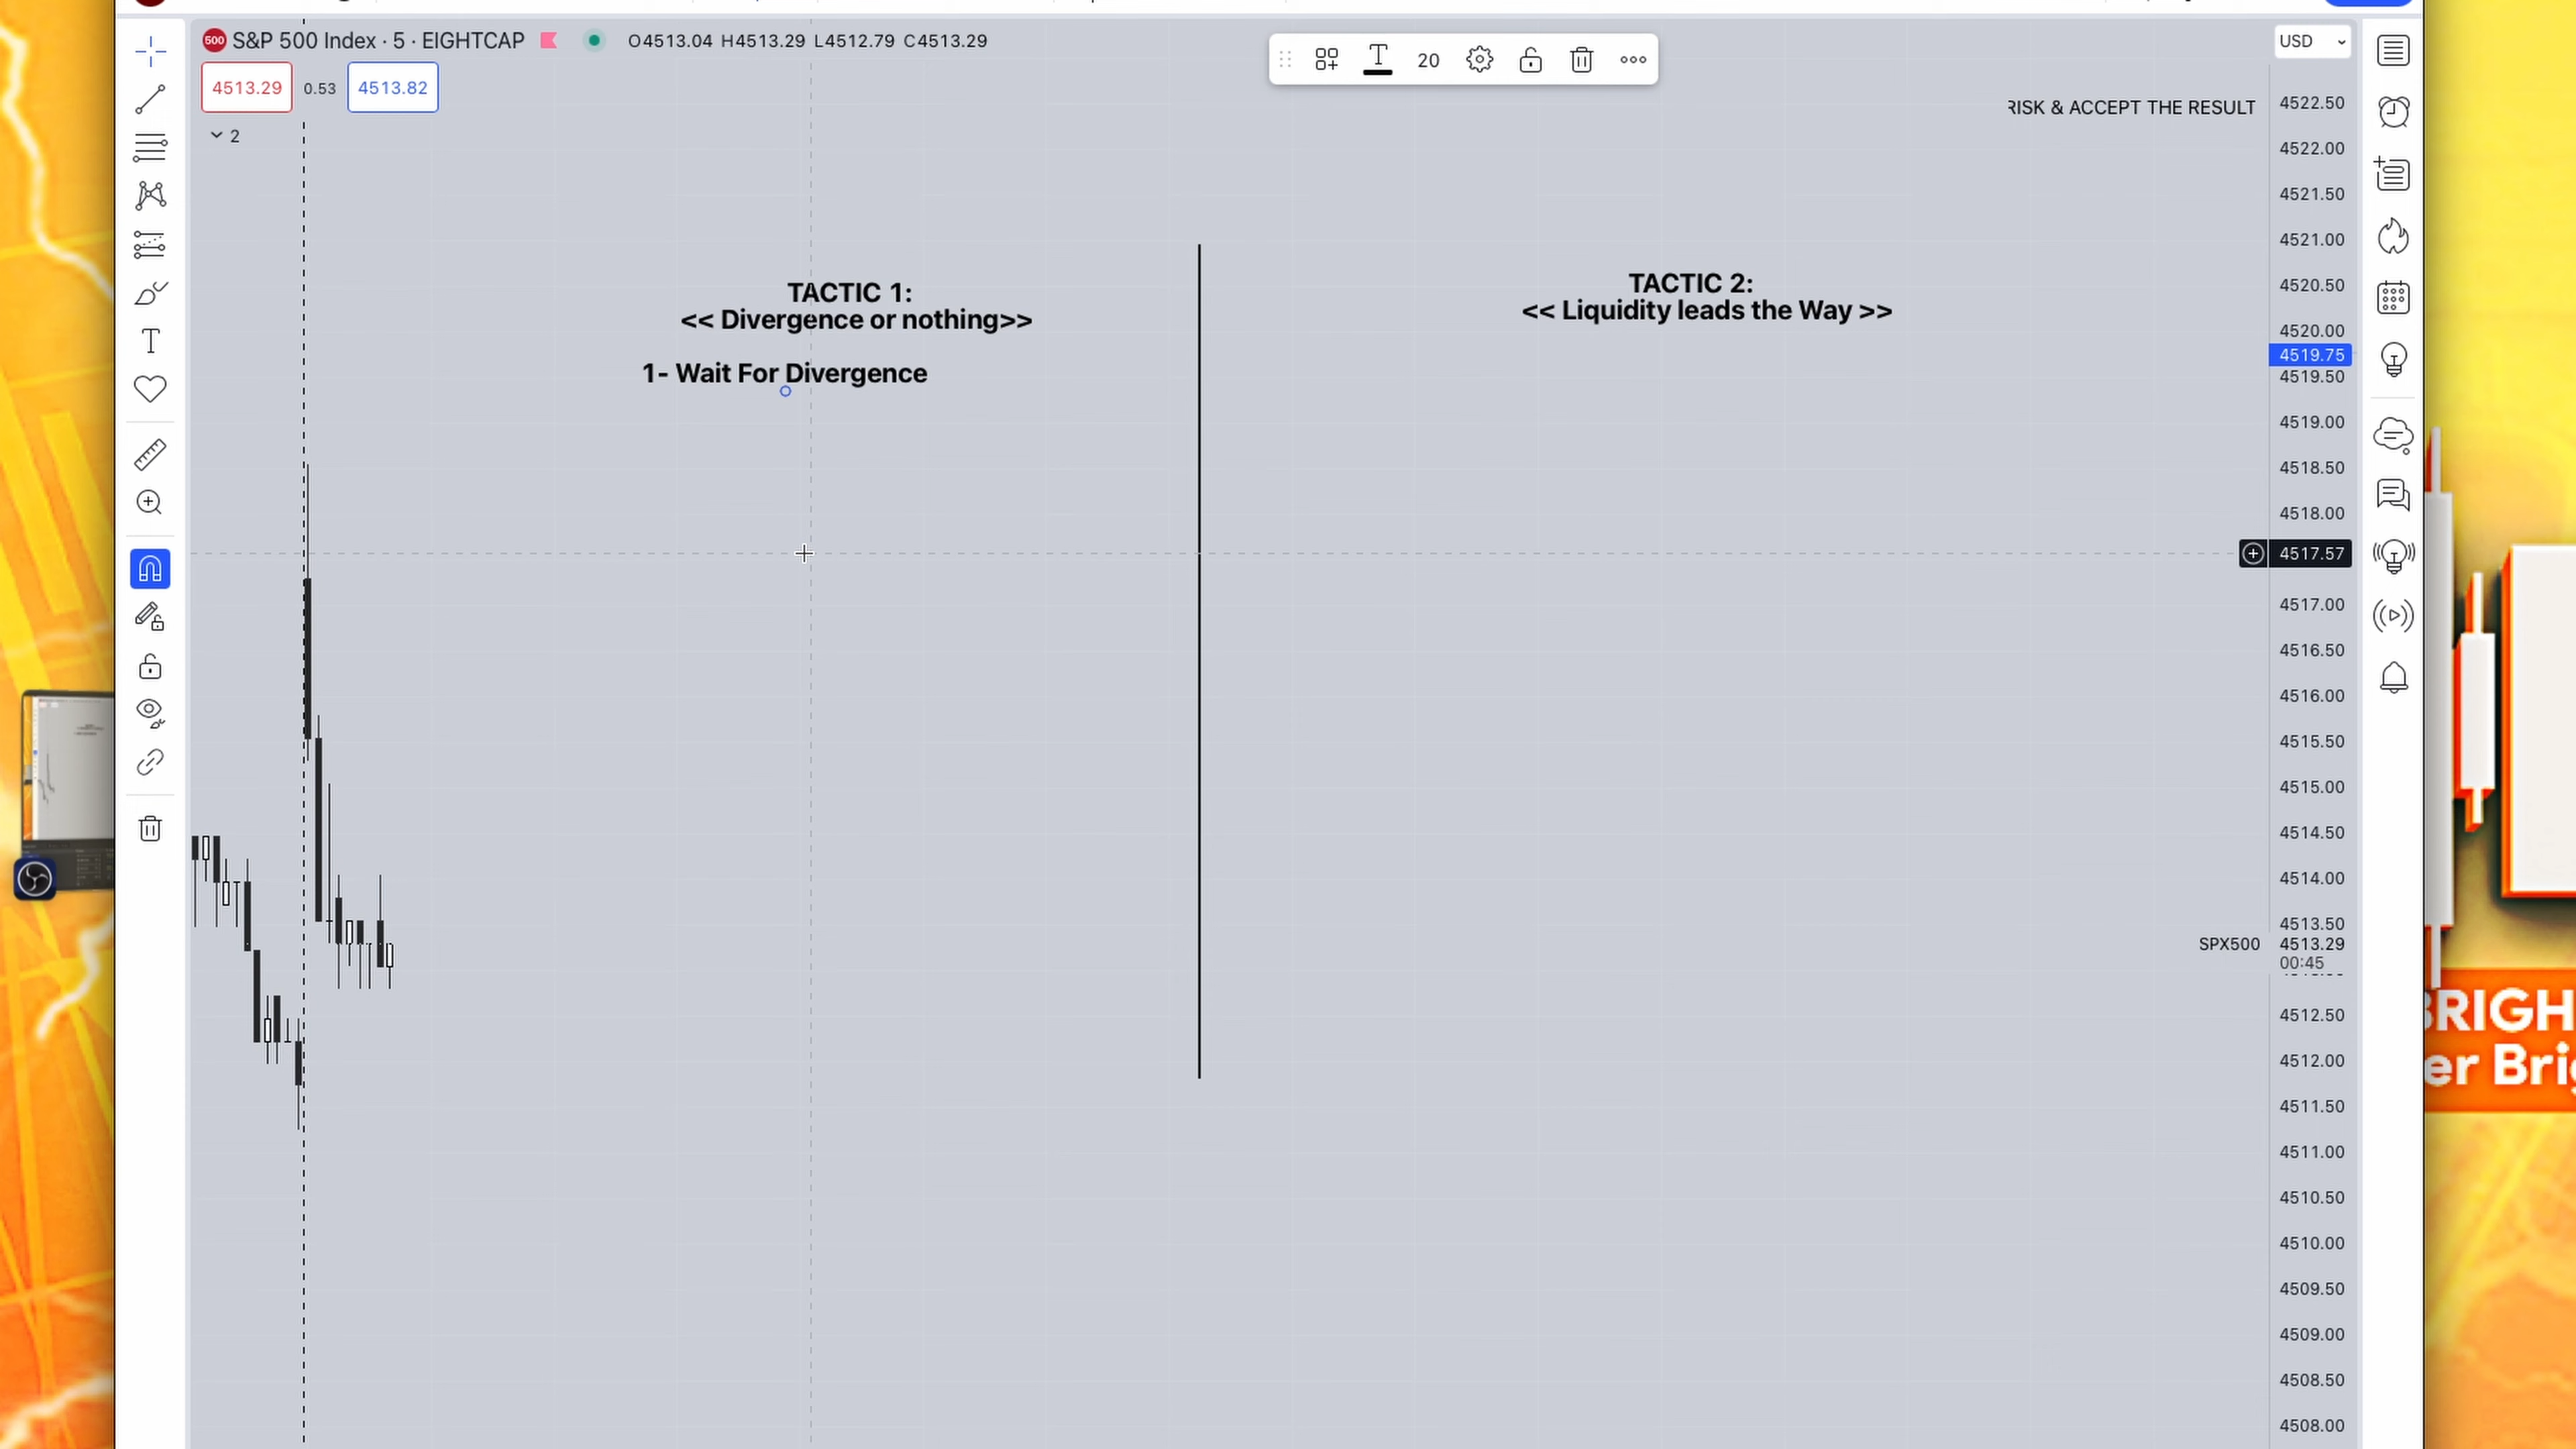 500 S&P 500 Index · 5 · EIGHTCAP O4513.04 H4513.29 L4512.79 C4513.29
4513.29 0.53 4513.82
2
20
USD
RISK & ACCEPT THE RESULT
TACTIC 1:
<< Divergence or nothing>>
1- Wait For Divergence
TACTIC 2:
<< Liquidity leads the Way >>
4522.50
4522.00
4521.50
4521.00
4520.50
4520.00
4519.75
4519.50
4519.00
4518.50
4518.00
4517.57
4517.00
4516.50
4516.00
4515.50
4515.00
4514.50
4514.00
4513.50
SPX500 4513.29
00:45
4512.50
4512.00
4511.50
4511.00
4510.50
4510.00
4509.50
4509.00
4508.50
4508.00
BRIGH
er Brig